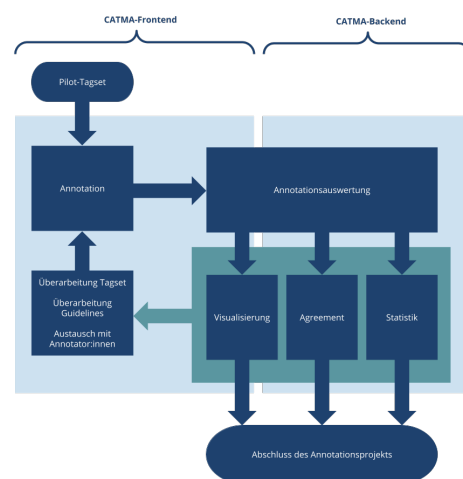 CATMA-Frontend
CATMA-Backend
Pilot-Tagset
Annotation
Annotationsauswertung
Überarbeitung Tagset
Überarbeitung
Guidelines
Austausch mit
Annotator:innen
Visualisierung
Agreement
Statistik
Abschluss des Annotationsprojekts